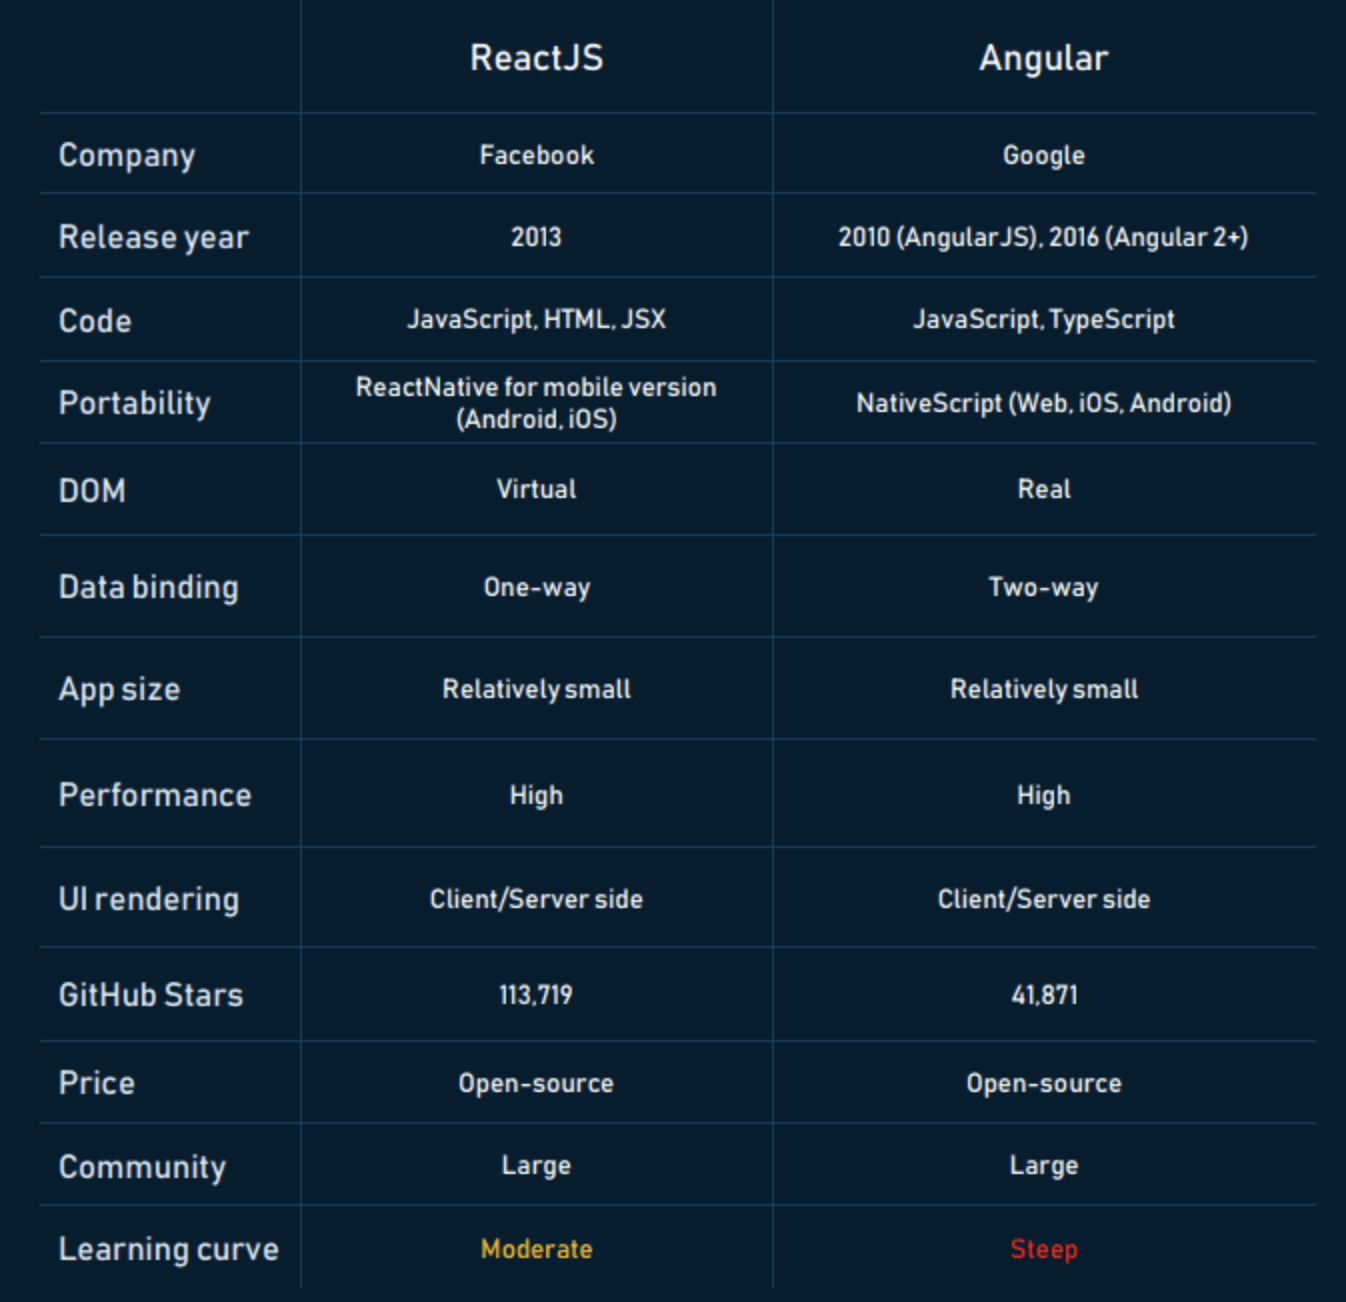 ReactJS Angular
Company Facebook Google
Release year 2013 2010 (AngularJS), 2016 (Angular 2+)
Code JavaScript, HTML, JSX JavaScript, TypeScript
Portability ReactNative for mobile version (Android, iOS) NativeScript (Web, iOS, Android)
DOM Virtual Real
Data binding One-way Two-way
App size Relatively small Relatively small
Performance High High
UI rendering Client/Server side Client/Server side
GitHub Stars 113,719 41,871
Price Open-source Open-source
Community Large Large
Learning curve Moderate Steep